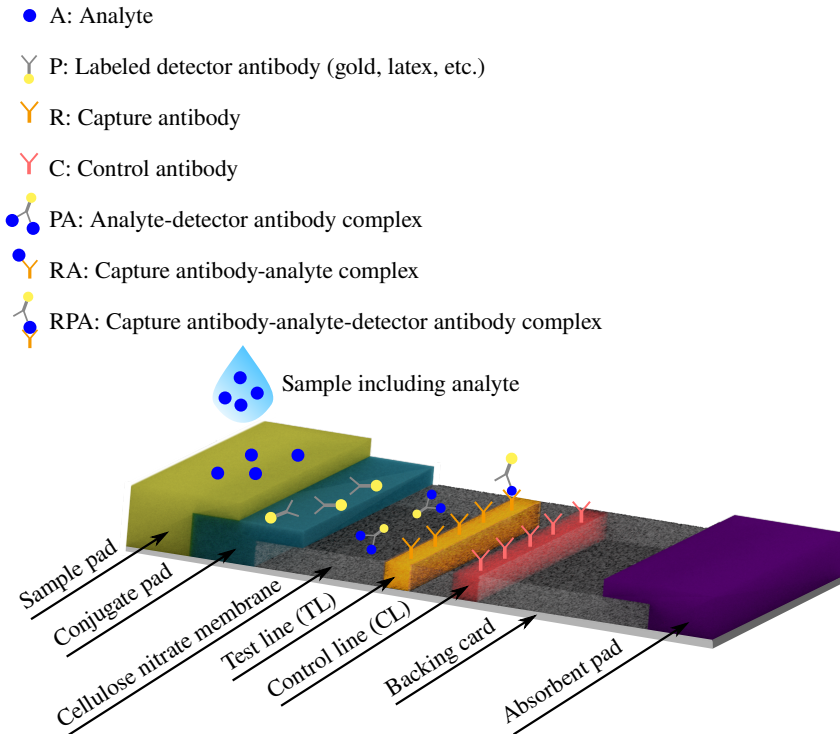 A: Analyte
P: Labeled detector antibody (gold, latex, etc.)
R: Capture antibody
C: Control antibody
PA: Analyte-detector antibody complex
RA: Capture antibody-analyte complex
RPA: Capture antibody-analyte-detector antibody complex
Sample including analyte
Sample pad
Conjugate pad
Cellulose nitrate membrane
Test line (TL)
Control line (CL)
Backing card
Absorbent pad